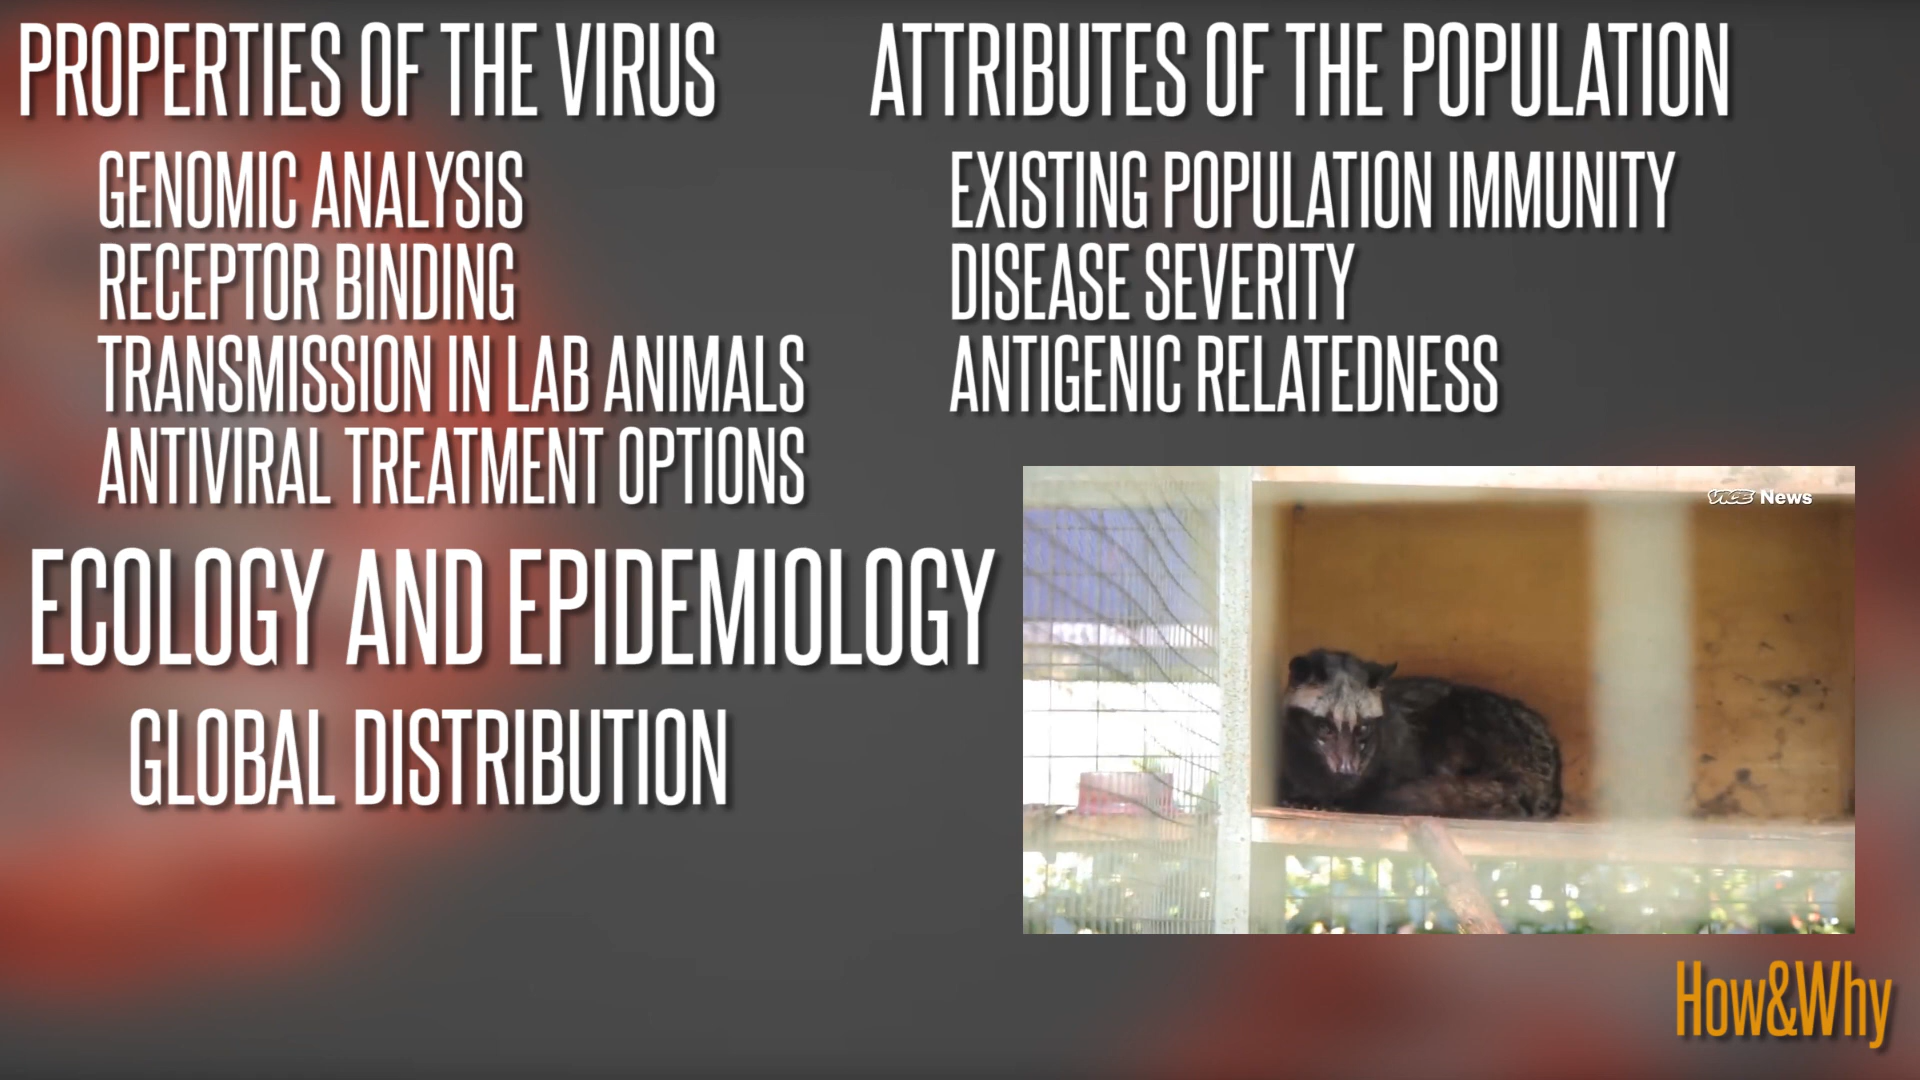 PROPERTIES OF THE VIRUS
GENOMIC ANALYSIS
RECEPTOR BINDING
TRANSMISSION IN LAB ANIMALS
ANTIVIRAL TREATMENT OPTIONS
ATTRIBUTES OF THE POPULATION
EXISTING POPULATION IMMUNITY
DISEASE SEVERITY
ANTIGENIC RELATEDNESS
ECOLOGY AND EPIDEMIOLOGY
GLOBAL DISTRIBUTION
VICE News
How&Why